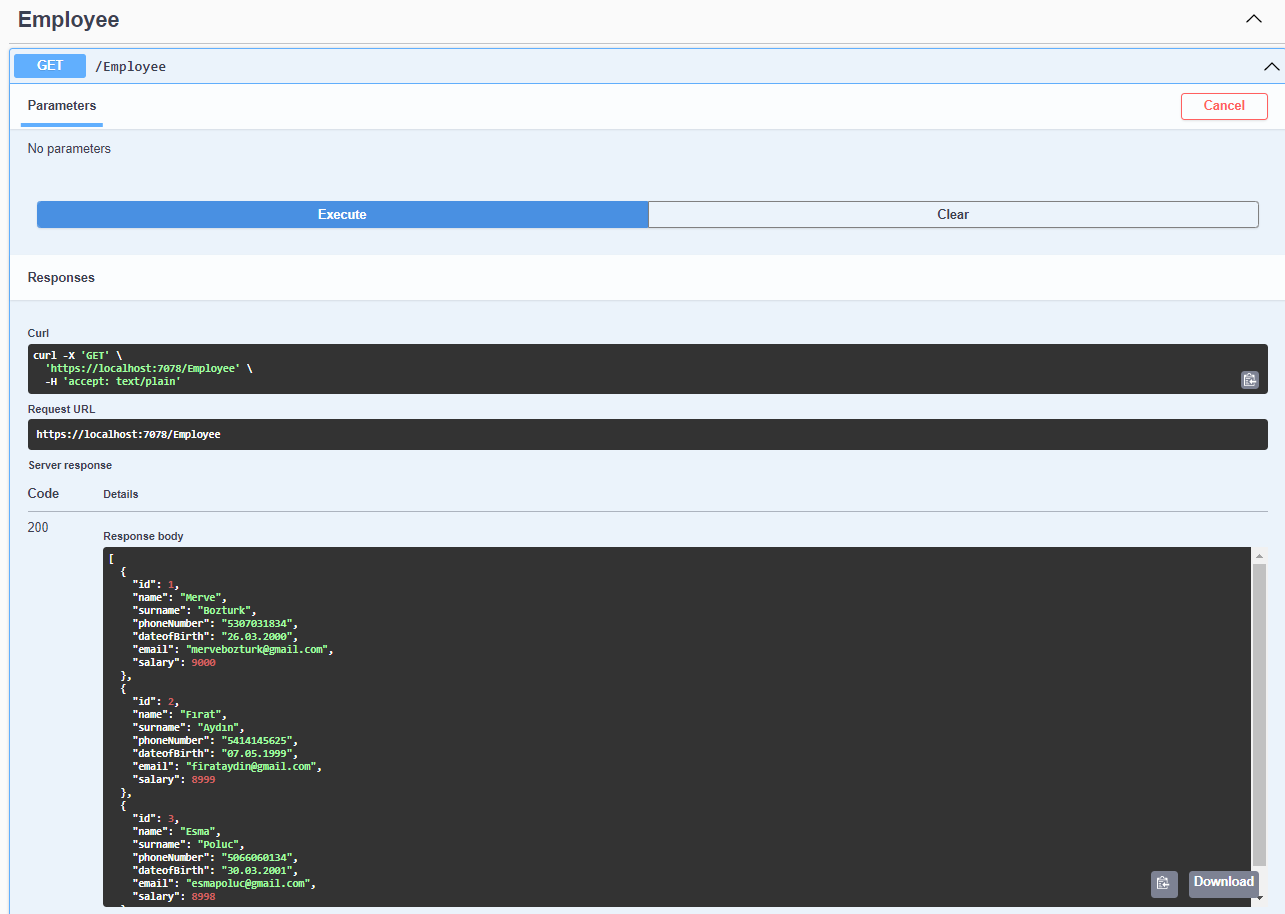 Employee
GET /Employee
Parameters
Cancel
No parameters
Execute
Clear
Responses
Curl
curl -X 'GET' \
'https://localhost:7078/Employee' \
-H 'accept: text/plain'
Request URL
https://localhost:7078/Employee
Server response
Code Details
200
Response body
[
{
"id": 1,
"name": "Merve",
"surname": "Bozturk",
"phoneNumber": "5307031834",
"dateofBirth": "26.03.2000",
"email": "mervebozturk@gmail.com",
"salary": 9000
},
{
"id": 2,
"name": "Fırat",
"surname": "Aydın",
"phoneNumber": "5414145625",
"dateofBirth": "07.05.1999",
"email": "firataydin@gmail.com",
"salary": 8999
},
{
"id": 3,
"name": "Esma",
"surname": "Poluc",
"phoneNumber": "5066060134",
"dateofBirth": "30.03.2001",
"email": "esmapoluc@gmail.com",
"salary": 8998
Download